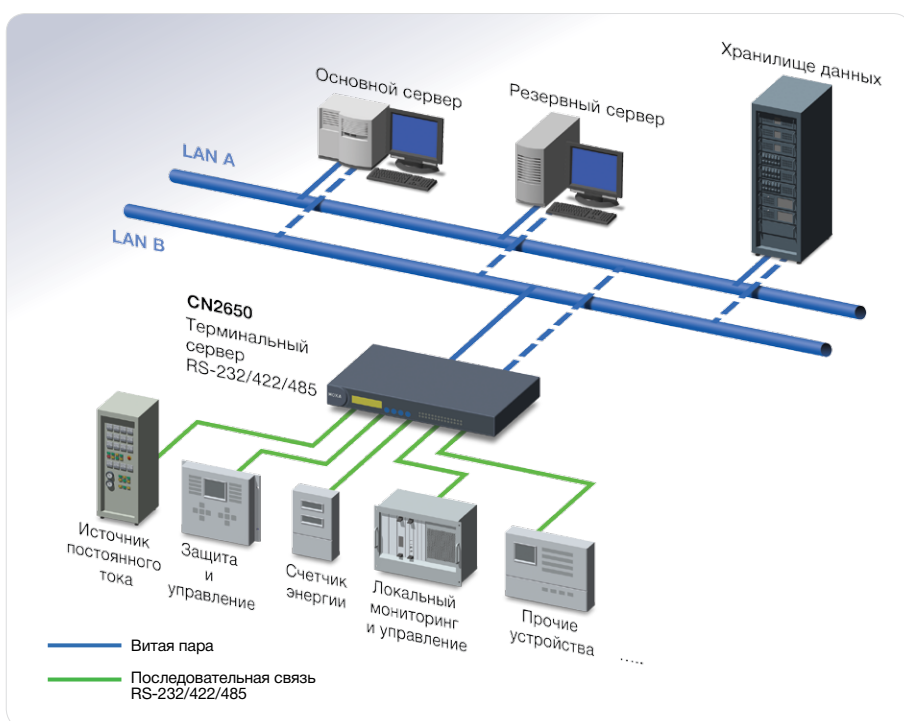 Основной сервер
Резервный сервер
Хранилище данных
LAN A
LAN B
CN2650
Терминальный
сервер
RS-232/422/485
MOXA
Источник
постоянного
тока
Защита
и
управление
Счетчик
энергии
Локальный
мониторинг
и управление
Прочие
устройства
.....
Витая пара
Последовательная связь
RS-232/422/485